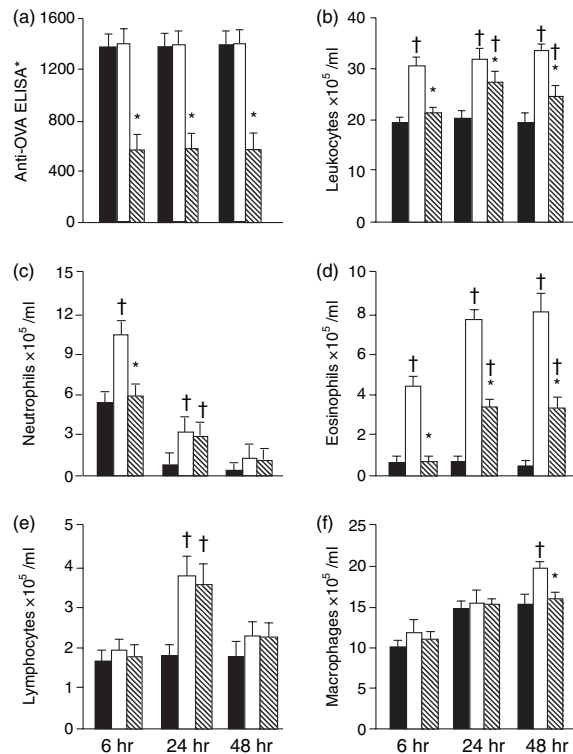 (a)
1600
1200
800
400
0
Anti-OVA ELISA*
* * *
(b)
40
30
20
10
0
Leukocytes ×10⁵ /ml
† * † † * † † *
(c)
15
12
9
6
3
0
Neutrophils ×10⁵ /ml
† * † †
(d)
10
8
6
4
2
0
Eosinophils ×10⁵ /ml
† * † † * † † *
(e)
5
4
3
2
1
0
Lymphocytes ×10⁵ /ml
† †
6 hr 24 hr 48 hr
(f)
25
20
15
10
5
0
Macrophages ×10⁵ /ml
† *
6 hr 24 hr 48 hr